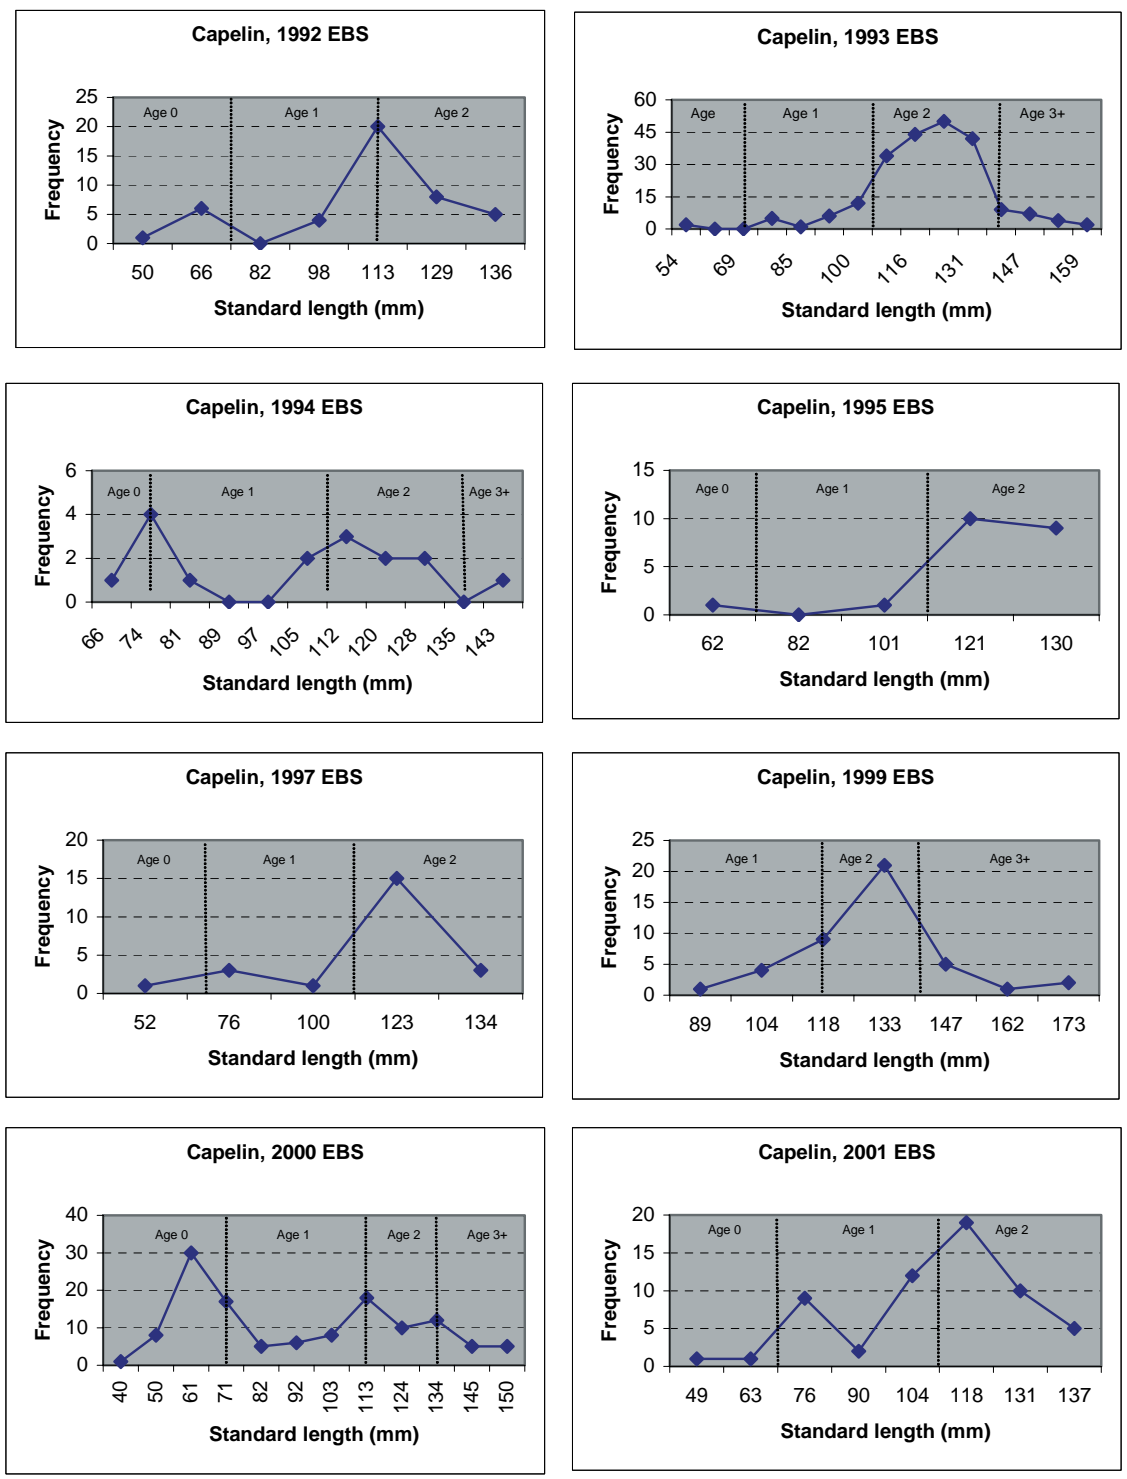 Capelin, 1992 EBS
Frequency
25
20
15
10
5
0
Age 0
Age 1
Age 2
50 66 82 98 113 129 136
Standard length (mm)
Capelin, 1993 EBS
Frequency
60
45
30
15
0
Age
Age 1
Age 2
Age 3+
54 69 85 100 116 131 147 159
Standard length (mm)
Capelin, 1994 EBS
Frequency
6
4
2
0
Age 0
Age 1
Age 2
Age 3+
66 74 81 89 97 105 112 120 128 135 143
Standard length (mm)
Capelin, 1995 EBS
Frequency
15
10
5
0
Age 0
Age 1
Age 2
62 82 101 121 130
Standard length (mm)
Capelin, 1997 EBS
Frequency
20
15
10
5
0
Age 0
Age 1
Age 2
52 76 100 123 134
Standard length (mm)
Capelin, 1999 EBS
Frequency
25
20
15
10
5
0
Age 1
Age 2
Age 3+
89 104 118 133 147 162 173
Standard length (mm)
Capelin, 2000 EBS
Frequency
40
30
20
10
0
Age 0
Age 1
Age 2
Age 3+
40 50 61 71 82 92 103 113 124 134 145 150
Standard length (mm)
Capelin, 2001 EBS
Frequency
20
15
10
5
0
Age 0
Age 1
Age 2
49 63 76 90 104 118 131 137
Standard length (mm)